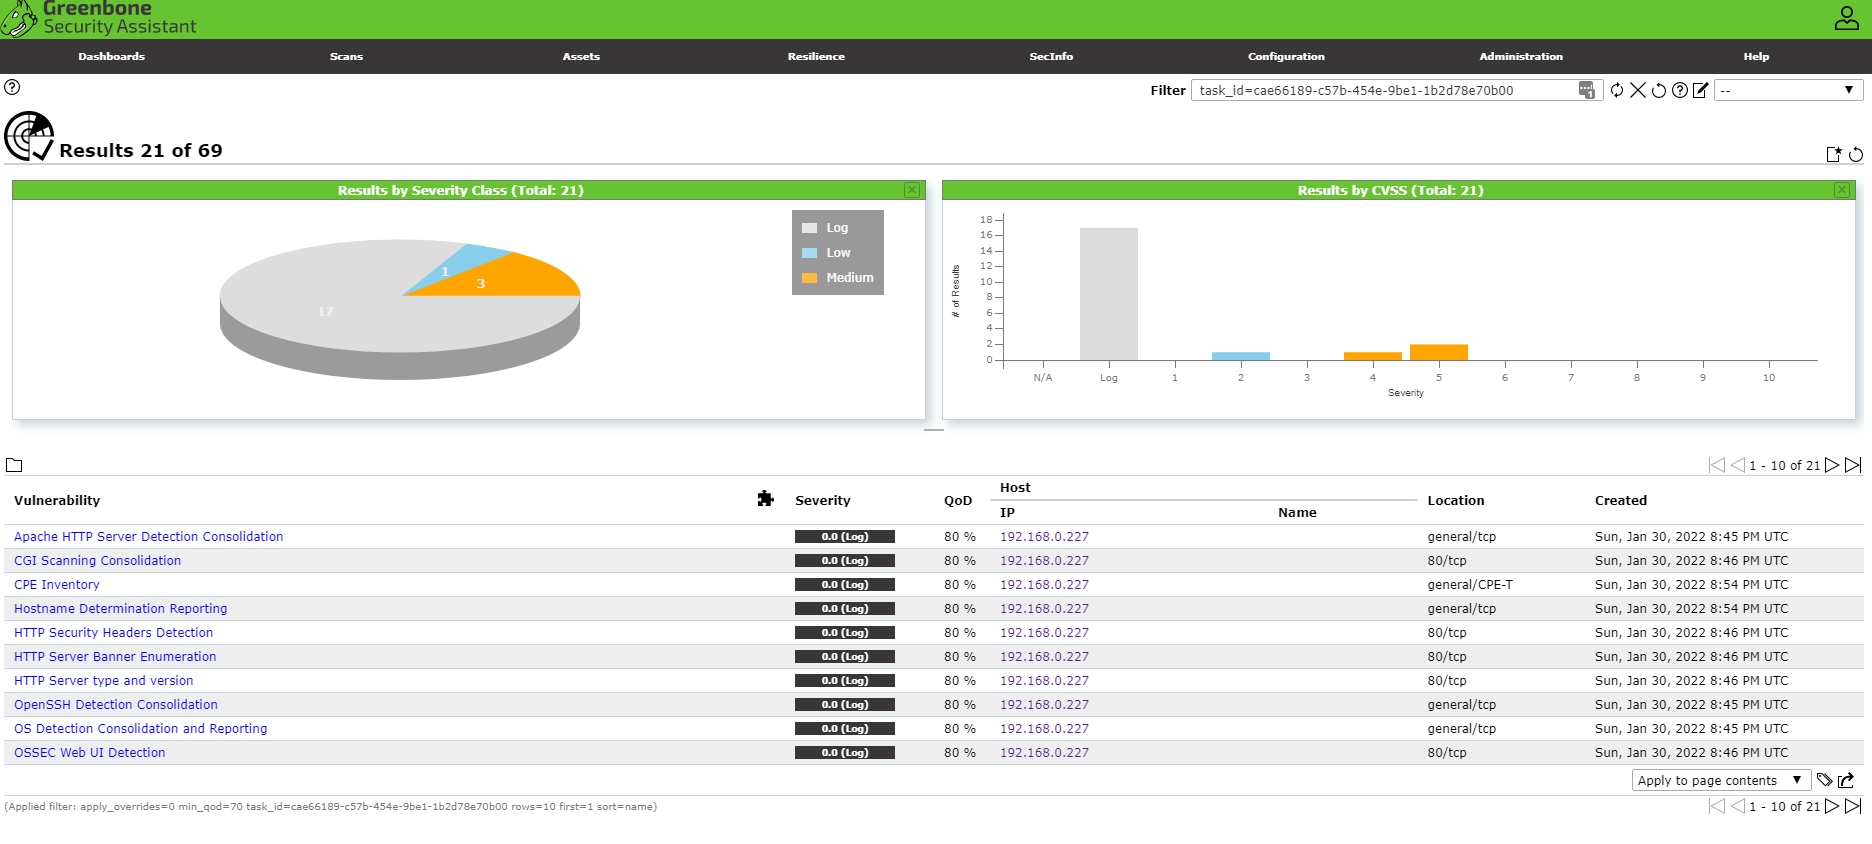 Greenbone
Security Assistant
Dashboards Scans Assets Resilience SecInfo Configuration Administration Help
Filter task_id=cae66189-c57b-454e-9be1-1b2d78e70b00 1 --
Results 21 of 69
Results by Severity Class (Total: 21)
Log
Low
Medium
1
3
17
Results by CVSS (Total: 21)
18
16
14
12
10
8
6
4
2
0
# of Results
N/A Log 1 2 3 4 5 6 7 8 9 10
Severity
1 - 10 of 21
Vulnerability Severity QoD Host Location Created
IP Name
Apache HTTP Server Detection Consolidation 0.0 (Log) 80 % 192.168.0.227 general/tcp Sun, Jan 30, 2022 8:45 PM UTC
CGI Scanning Consolidation 0.0 (Log) 80 % 192.168.0.227 80/tcp Sun, Jan 30, 2022 8:46 PM UTC
CPE Inventory 0.0 (Log) 80 % 192.168.0.227 general/CPE-T Sun, Jan 30, 2022 8:54 PM UTC
Hostname Determination Reporting 0.0 (Log) 80 % 192.168.0.227 general/tcp Sun, Jan 30, 2022 8:54 PM UTC
HTTP Security Headers Detection 0.0 (Log) 80 % 192.168.0.227 80/tcp Sun, Jan 30, 2022 8:46 PM UTC
HTTP Server Banner Enumeration 0.0 (Log) 80 % 192.168.0.227 80/tcp Sun, Jan 30, 2022 8:46 PM UTC
HTTP Server type and version 0.0 (Log) 80 % 192.168.0.227 80/tcp Sun, Jan 30, 2022 8:46 PM UTC
OpenSSH Detection Consolidation 0.0 (Log) 80 % 192.168.0.227 general/tcp Sun, Jan 30, 2022 8:45 PM UTC
OS Detection Consolidation and Reporting 0.0 (Log) 80 % 192.168.0.227 general/tcp Sun, Jan 30, 2022 8:45 PM UTC
OSSEC Web UI Detection 0.0 (Log) 80 % 192.168.0.227 80/tcp Sun, Jan 30, 2022 8:46 PM UTC
Apply to page contents
(Applied filter: apply_overrides=0 min_qod=70 task_id=cae66189-c57b-454e-9be1-1b2d78e70b00 rows=10 first=1 sort=name) 1 - 10 of 21